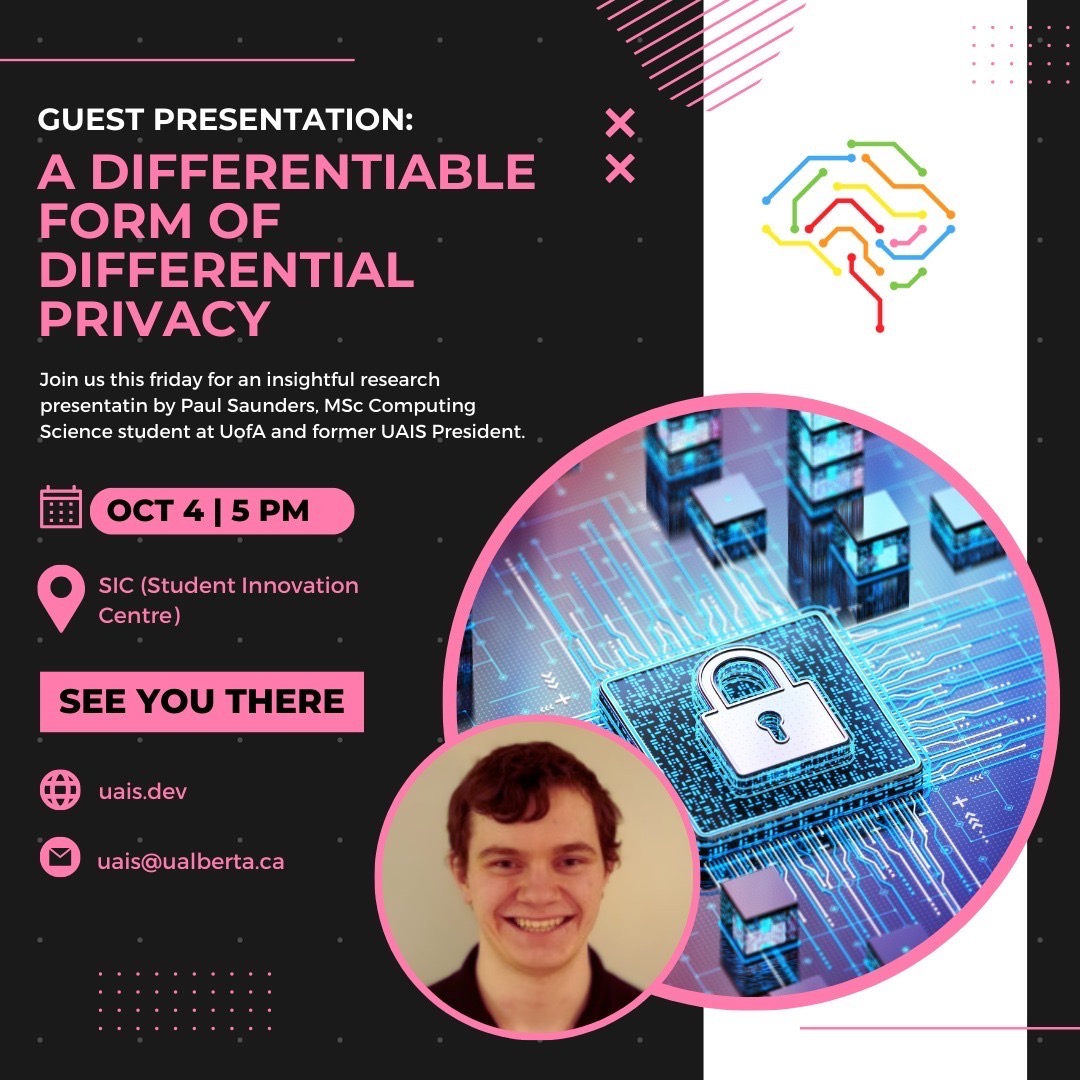 GUEST PRESENTATION:
A DIFFERENTIABLE
FORM OF
DIFFERENTIAL
PRIVACY
Join us this friday for an insightful research
presentatin by Paul Saunders, MSc Computing
Science student at UofA and former UAIS President.
OCT 4 | 5 PM
SIC (Student Innovation
Centre)
SEE YOU THERE
uais.dev
uais@ualberta.ca